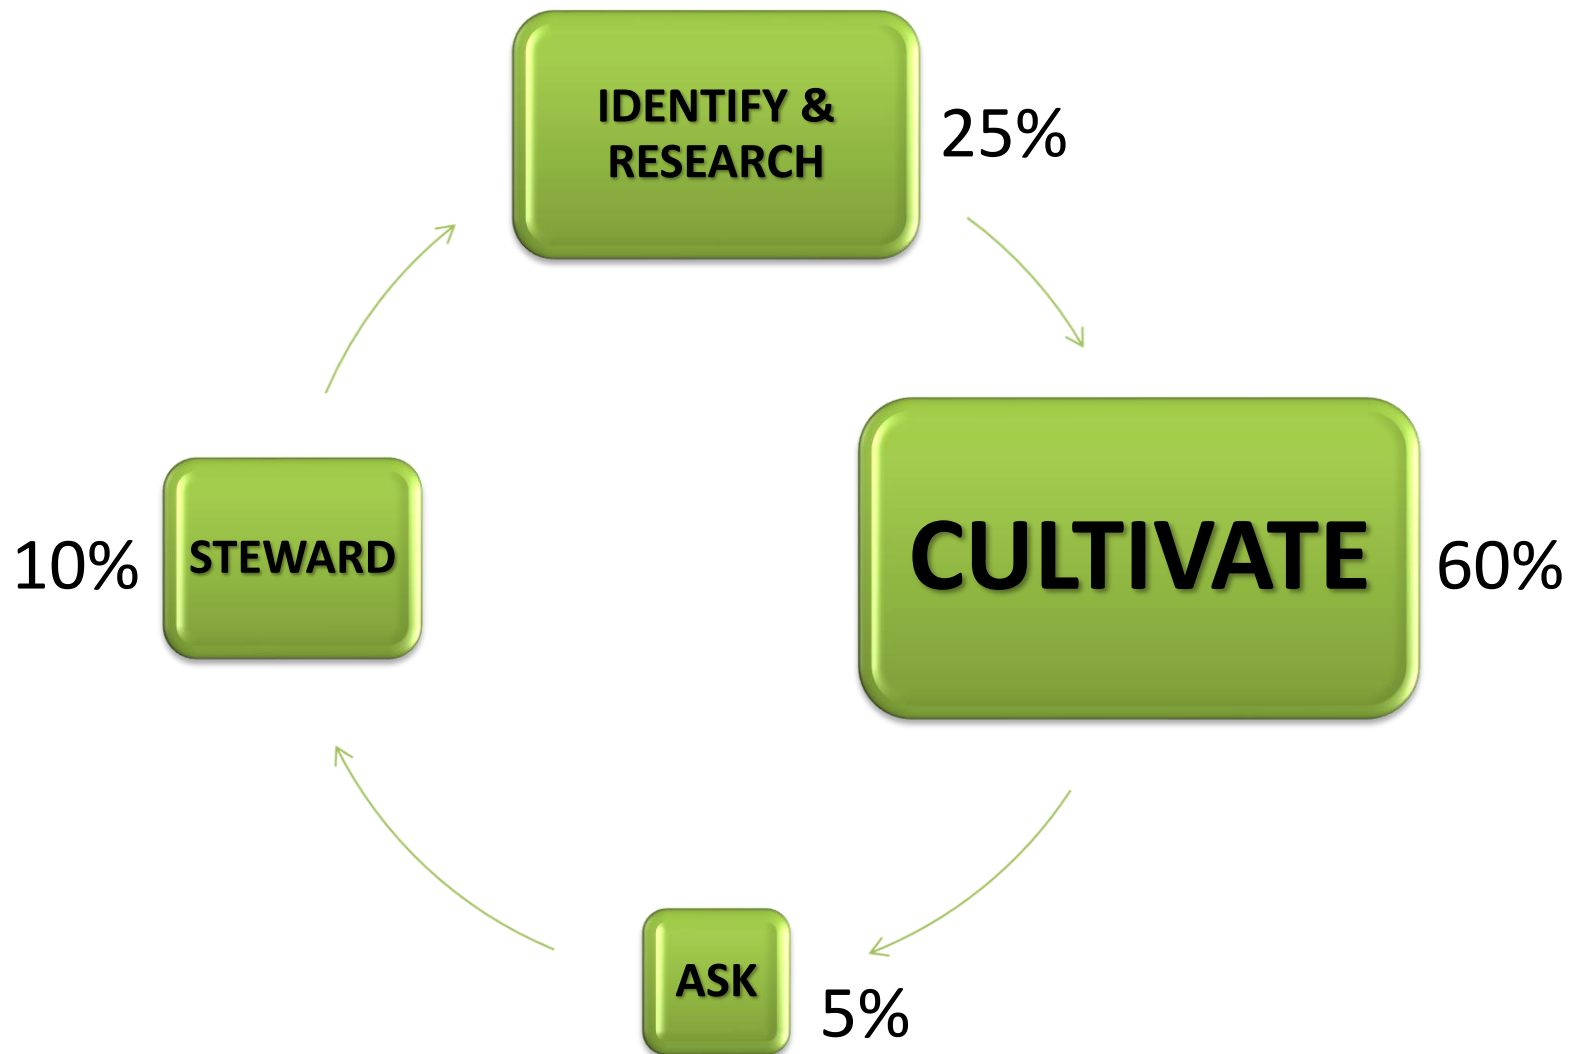 IDENTIFY &
RESEARCH
25%
CULTIVATE
60%
ASK
5%
STEWARD
10%